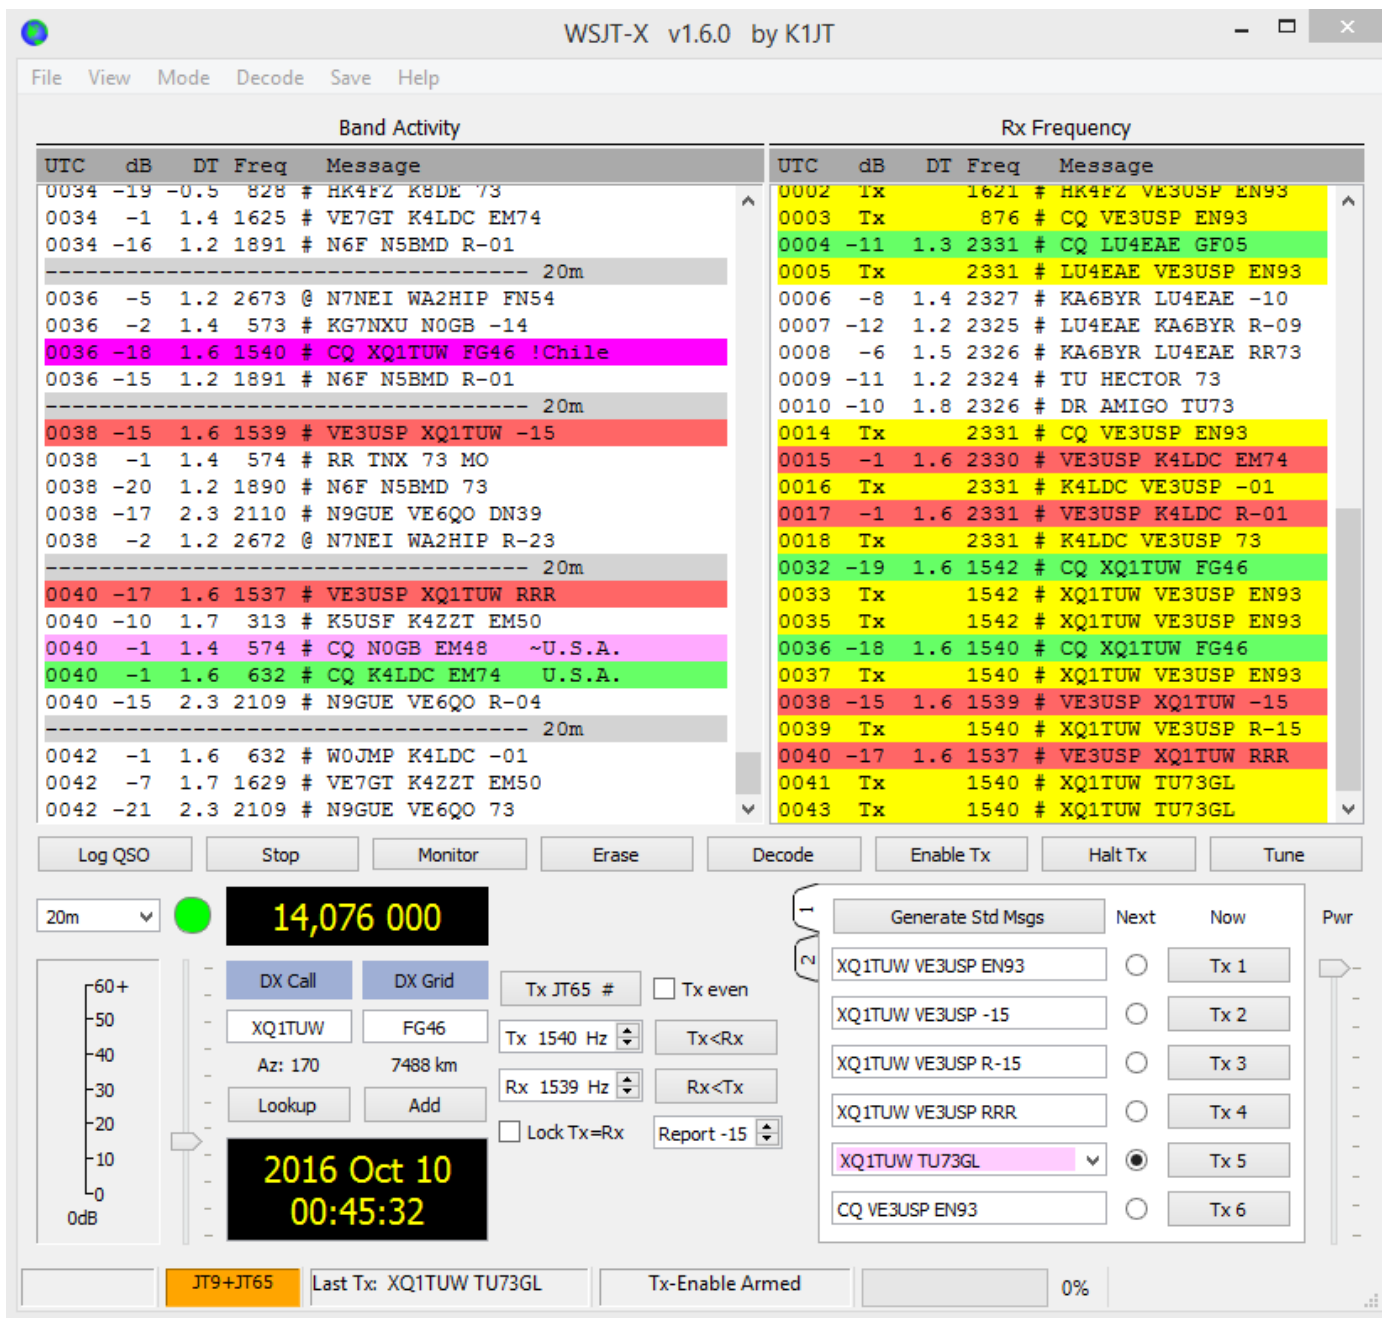 WSJT-X v1.6.0 by K1JT
File View Mode Decode Save Help
Band Activity
UTC dB DT Freq Message
0034 -19 -0.5 828 # HK4FZ K8DE 73
0034 -1 1.4 1625 # VE7GT K4LDC EM74
0034 -16 1.2 1891 # N6F N5BMD R-01
------------------------------------ 20m
0036 -5 1.2 2673 @ N7NEI WA2HIP FN54
0036 -2 1.4 573 # KG7NXU N0GB -14
0036 -18 1.6 1540 # CQ XQ1TUW FG46 !Chile
0036 -15 1.2 1891 # N6F N5BMD R-01
------------------------------------ 20m
0038 -15 1.6 1539 # VE3USP XQ1TUW -15
0038 -1 1.4 574 # RR TNX 73 MO
0038 -20 1.2 1890 # N6F N5BMD 73
0038 -17 2.3 2110 # N9GUE VE6QO DN39
0038 -2 1.2 2672 @ N7NEI WA2HIP R-23
------------------------------------ 20m
0040 -17 1.6 1537 # VE3USP XQ1TUW RRR
0040 -10 1.7 313 # K5USF K4ZZT EM50
0040 -1 1.4 574 # CQ N0GB EM48 ~U.S.A.
0040 -1 1.6 632 # CQ K4LDC EM74 U.S.A.
0040 -15 2.3 2109 # N9GUE VE6QO R-04
------------------------------------ 20m
0042 -1 1.6 632 # W0JMP K4LDC -01
0042 -7 1.7 1629 # VE7GT K4ZZT EM50
0042 -21 2.3 2109 # N9GUE VE6QO 73
Rx Frequency
UTC dB DT Freq Message
0002 Tx 1621 # HK4FZ VE3USP EN93
0003 Tx 876 # CQ VE3USP EN93
0004 -11 1.3 2331 # CQ LU4EAE GF05
0005 Tx 2331 # LU4EAE VE3USP EN93
0006 -8 1.4 2327 # KA6BYR LU4EAE -10
0007 -12 1.2 2325 # LU4EAE KA6BYR R-09
0008 -6 1.5 2326 # KA6BYR LU4EAE RR73
0009 -11 1.2 2324 # TU HECTOR 73
0010 -10 1.8 2326 # DR AMIGO TU73
0014 Tx 2331 # CQ VE3USP EN93
0015 -1 1.6 2330 # VE3USP K4LDC EM74
0016 Tx 2331 # K4LDC VE3USP -01
0017 -1 1.6 2331 # VE3USP K4LDC R-01
0018 Tx 2331 # K4LDC VE3USP 73
0032 -19 1.6 1542 # CQ XQ1TUW FG46
0033 Tx 1542 # XQ1TUW VE3USP EN93
0035 Tx 1542 # XQ1TUW VE3USP EN93
0036 -18 1.6 1540 # CQ XQ1TUW FG46
0037 Tx 1540 # XQ1TUW VE3USP EN93
0038 -15 1.6 1539 # VE3USP XQ1TUW -15
0039 Tx 1540 # XQ1TUW VE3USP R-15
0040 -17 1.6 1537 # VE3USP XQ1TUW RRR
0041 Tx 1540 # XQ1TUW TU73GL
0043 Tx 1540 # XQ1TUW TU73GL
Log QSO Stop Monitor Erase Decode Enable Tx Halt Tx Tune
20m
14,076 000
60+
50
40
30
20
10
0
0dB
DX Call DX Grid
XQ1TUW FG46
Az: 170 7488 km
Lookup Add
2016 Oct 10
00:45:32
Tx JT65 # Tx even
Tx 1540 Hz Tx<Rx
Rx 1539 Hz Rx<Tx
Lock Tx=Rx Report -15
1
2
Generate Std Msgs Next Now
XQ1TUW VE3USP EN93 Tx 1
XQ1TUW VE3USP -15 Tx 2
XQ1TUW VE3USP R-15 Tx 3
XQ1TUW VE3USP RRR Tx 4
XQ1TUW TU73GL Tx 5
CQ VE3USP EN93 Tx 6
Pwr
JT9+JT65 Last Tx: XQ1TUW TU73GL Tx-Enable Armed 0%